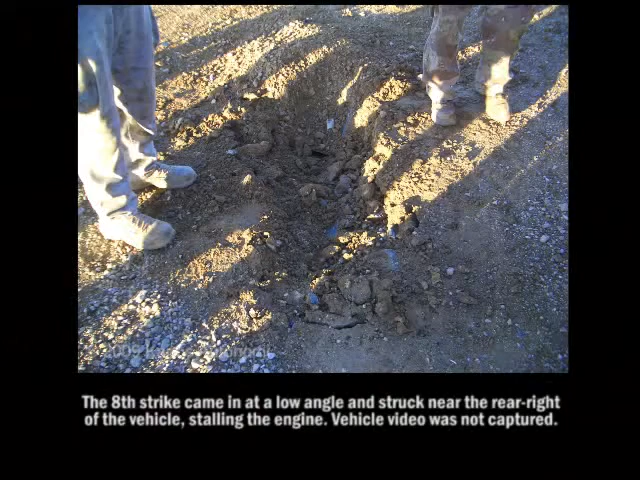 2009
The 8th strike came in at a low angle and struck near the rear-right
of the vehicle, stalling the engine. Vehicle video was not captured.